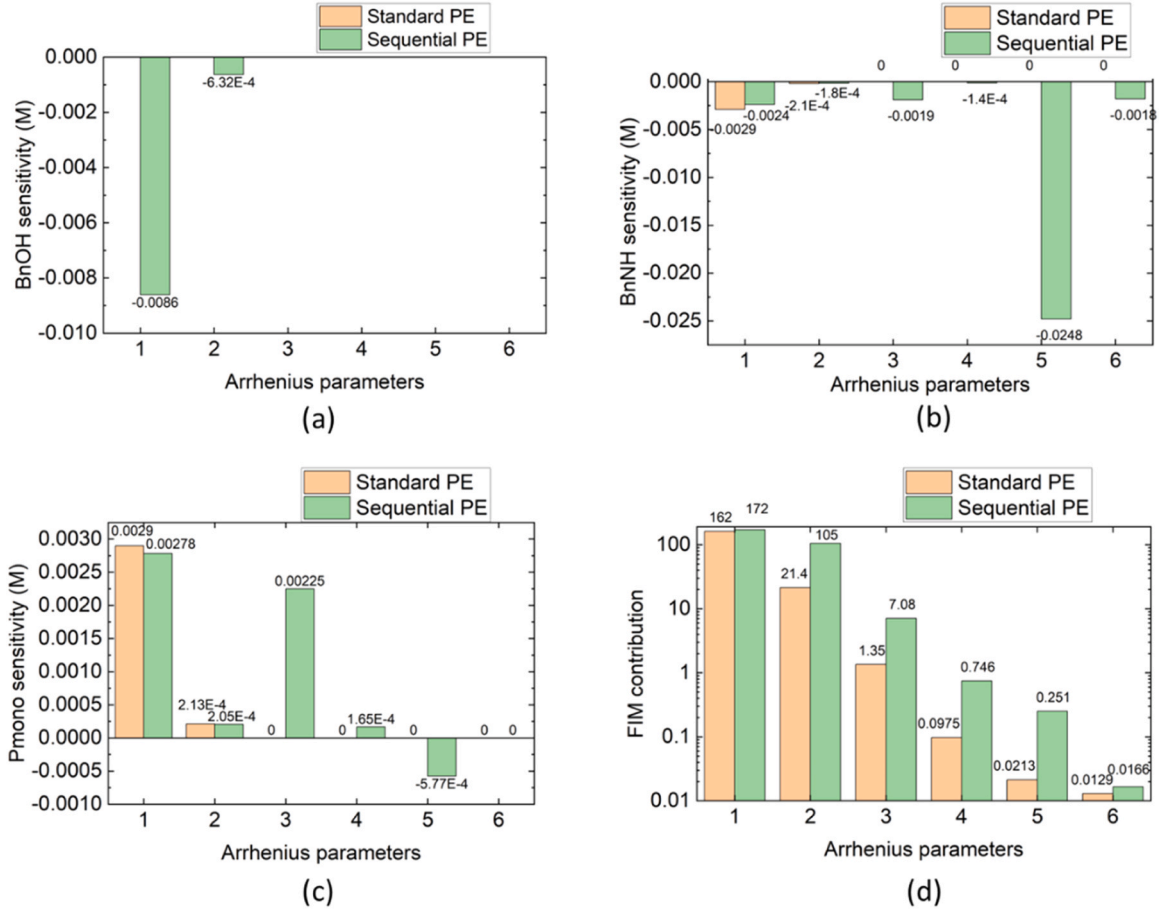 Standard PE
Sequential PE
0.000
-0.002
-0.004
-0.006
-0.008
-0.010
-6.32E-4
-0.0086
1 2 3 4 5 6
BnOH sensitivity (M)
Arrhenius parameters
(a)
Standard PE
Sequential PE
0 0 0 0
0.000
-0.005
-0.010
-0.015
-0.020
-0.025
-0.0029
-0.0024
-2.1E-4
-1.8E-4
-0.0019
-1.4E-4
-0.0248
-0.0018
1 2 3 4 5 6
BnNH sensitivity (M)
Arrhenius parameters
(b)
Standard PE
Sequential PE
0.0030
0.0025
0.0020
0.0015
0.0010
0.0005
0.0000
-0.0005
-0.0010
0.0029
0.00278
2.13E-4
2.05E-4
0
0.00225
0
1.65E-4
0
-5.77E-4
0 0
1 2 3 4 5 6
Pmono sensitivity (M)
Arrhenius parameters
(c)
Standard PE
Sequential PE
100
10
1
0.1
0.01
162
172
21.4
105
1.35
7.08
0.0975
0.746
0.0213
0.251
0.0129
0.0166
1 2 3 4 5 6
FIM contribution
Arrhenius parameters
(d)